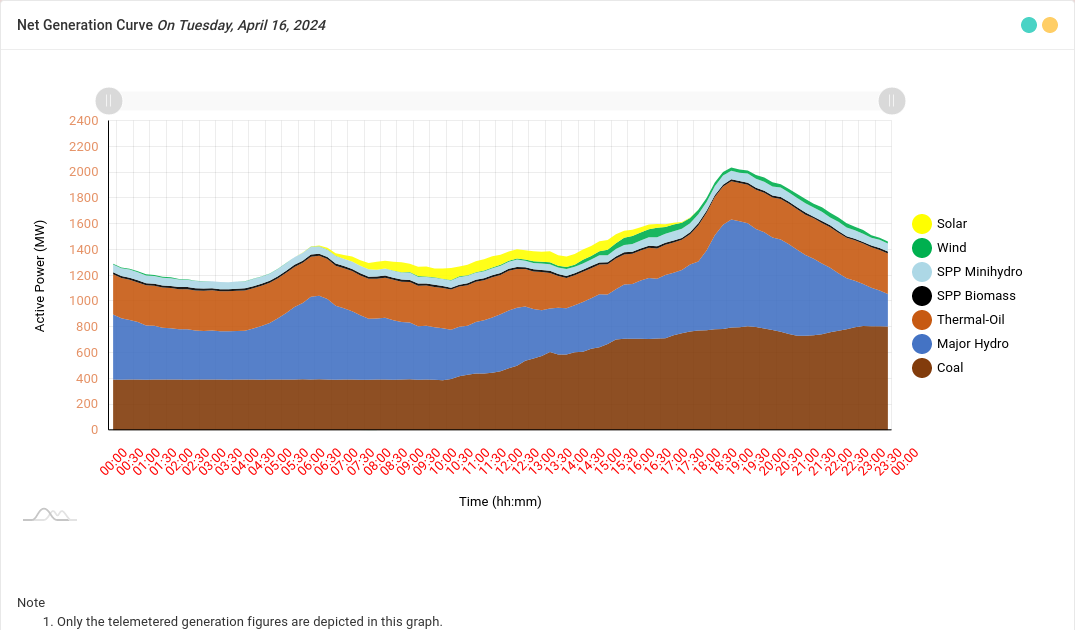 Net Generation Curve On Tuesday, April 16, 2024
2400
2200
2000
1800
1600
1400
1200
1000
800
600
400
200
0
Active Power (MW)
00:00 00:30 01:00 01:30 02:00 02:30 03:00 03:30 04:00 04:30 05:00 05:30 06:00 06:30 07:00 07:30 08:00 08:30 09:00 09:30 10:00 10:30 11:00 11:30 12:00 12:30 13:00 13:30 14:00 14:30 15:00 15:30 16:00 16:30 17:00 17:30 18:00 18:30 19:00 19:30 20:00 20:30 21:00 21:30 22:00 22:30 23:00 23:30 00:00
Time (hh:mm)
Solar
Wind
SPP Minihydro
SPP Biomass
Thermal-Oil
Major Hydro
Coal
Note
1. Only the telemetered generation figures are depicted in this graph.